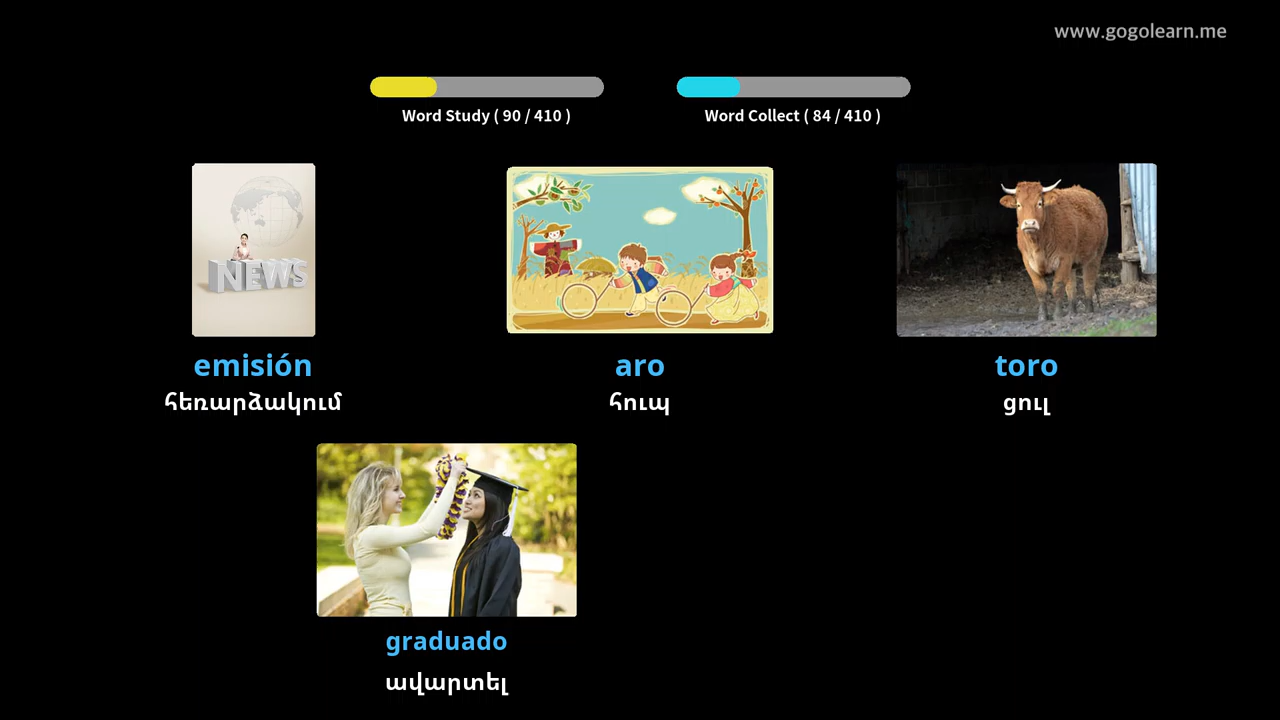 www.gogolearn.me
Word Study ( 90 / 410 )
Word Collect ( 84 / 410 )
NEWS
emisión
հեռարձակում
aro
հուպ
toro
ցուլ
graduado
ավարտել